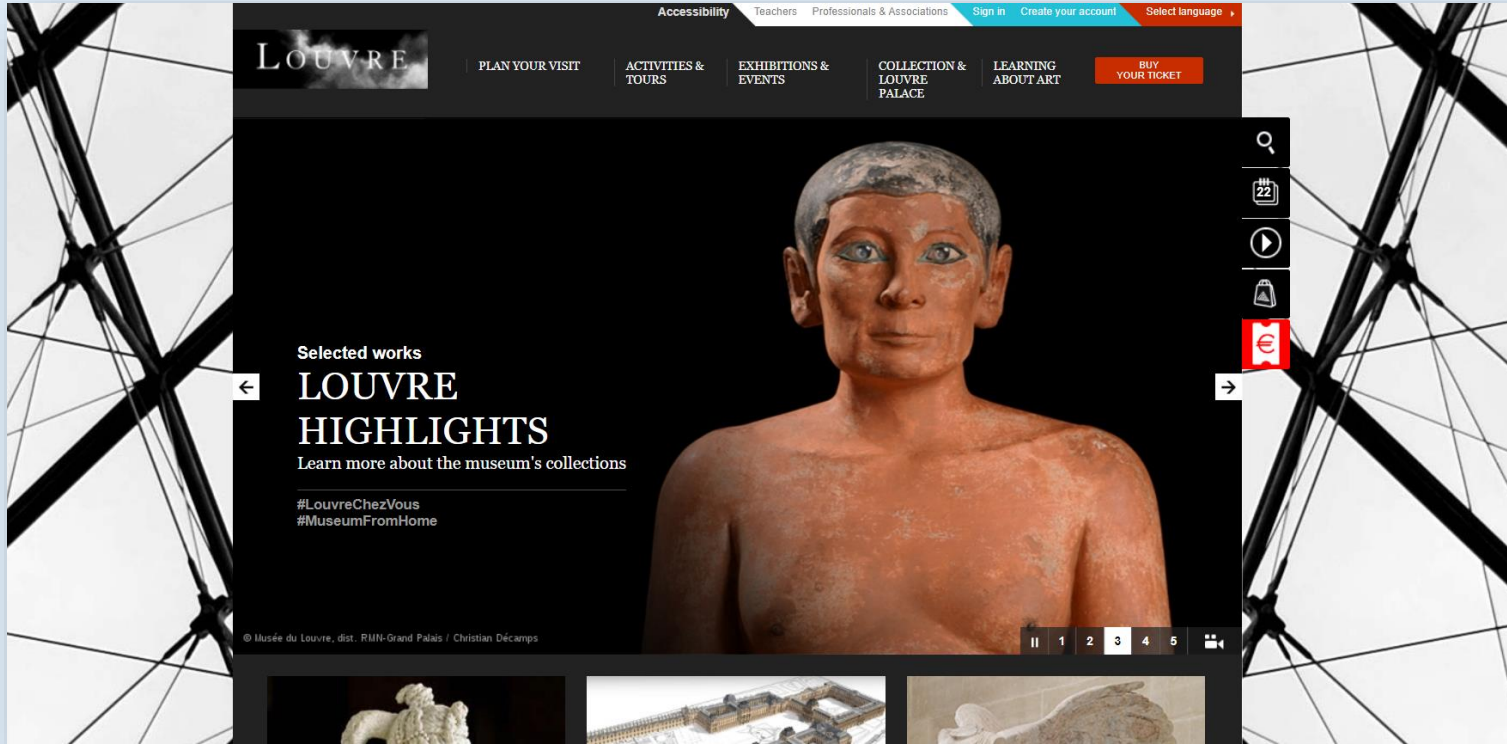 Accessibility Teachers Professionals & Associations Sign in Create your account Select language
LOUVRE
PLAN YOUR VISIT
ACTIVITIES &
TOURS
EXHIBITIONS &
EVENTS
COLLECTION &
LOUVRE
PALACE
LEARNING
ABOUT ART
BUY
YOUR TICKET
22
€
Selected works
LOUVRE
HIGHLIGHTS
Learn more about the museum's collections
#LouvreChezVous
#MuseumFromHome
© Musée du Louvre, dist. RMN-Grand Palais / Christian Décamps
1 2 3 4 5